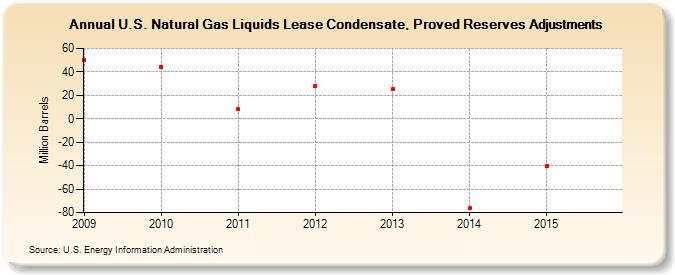 Annual U.S. Natural Gas Liquids Lease Condensate, Proved Reserves Adjustments
Million Barrels
60
40
20
0
-20
-40
-60
-80
2009 2010 2011 2012 2013 2014 2015
Source: U.S. Energy Information Administration